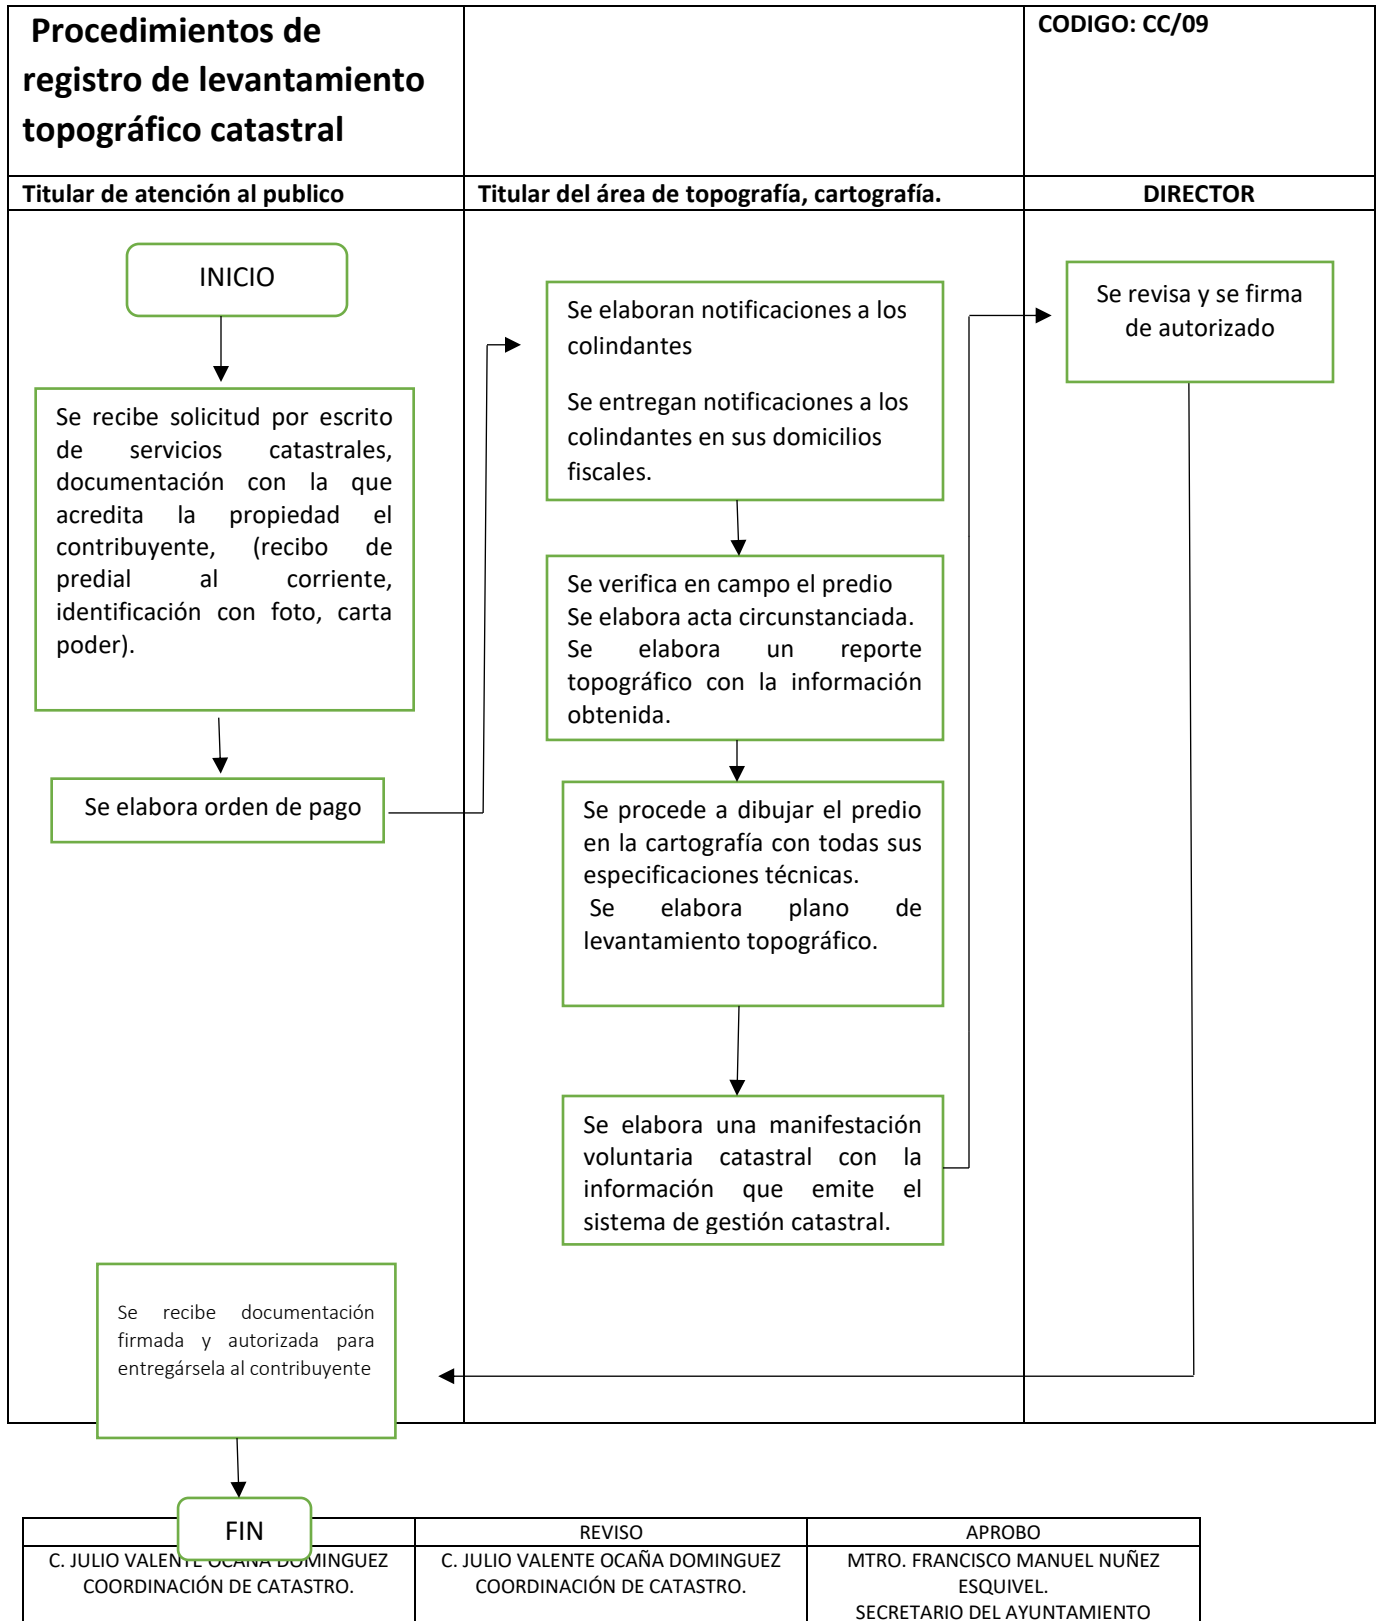 Procedimientos de
registro de levantamiento
topográfico catastral
CODIGO: CC/09
Titular de atención al publico
Titular del área de topografía, cartografía.
DIRECTOR
INICIO
Se recibe solicitud por escrito
de servicios catastrales,
documentación con la que
acredita la propiedad el
contribuyente, (recibo de
predial al corriente,
identificación con foto, carta
poder).
Se elabora orden de pago
Se elaboran notificaciones a los
colindantes
Se entregan notificaciones a los
colindantes en sus domicilios
fiscales.
Se verifica en campo el predio
Se elabora acta circunstanciada.
Se elabora un reporte
topográfico con la información
obtenida.
Se procede a dibujar el predio
en la cartografía con todas sus
especificaciones técnicas.
Se elabora plano de
levantamiento topográfico.
Se elabora una manifestación
voluntaria catastral con la
información que emite el
sistema de gestión catastral.
Se revisa y se firma
de autorizado
Se recibe documentación
firmada y autorizada para
entregársela al contribuyente
FIN
REVISO
APROBO
C. JULIO VALENTE OCAÑA DOMINGUEZ
COORDINACIÓN DE CATASTRO.
C. JULIO VALENTE OCAÑA DOMINGUEZ
COORDINACIÓN DE CATASTRO.
MTRO. FRANCISCO MANUEL NUÑEZ
ESQUIVEL.
SECRETARIO DEL AYUNTAMIENTO